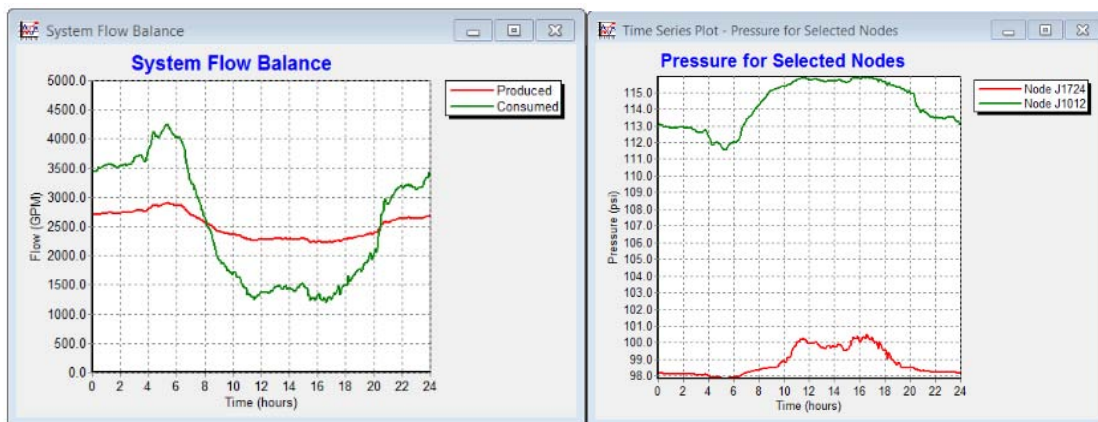 System Flow Balance
System Flow Balance
5000.0
4500.0
4000.0
3500.0
3000.0
2500.0
2000.0
1500.0
1000.0
500.0
0.0
Flow (GPM)
0 2 4 6 8 10 12 14 16 18 20 22 24
Time (hours)
Produced
Consumed
Time Series Plot - Pressure for Selected Nodes
Pressure for Selected Nodes
115.0
114.0
113.0
112.0
111.0
110.0
109.0
108.0
107.0
106.0
105.0
104.0
103.0
102.0
101.0
100.0
99.0
98.0
Pressure (psi)
0 2 4 6 8 10 12 14 16 18 20 22 24
Time (hours)
Node J1724
Node J1012